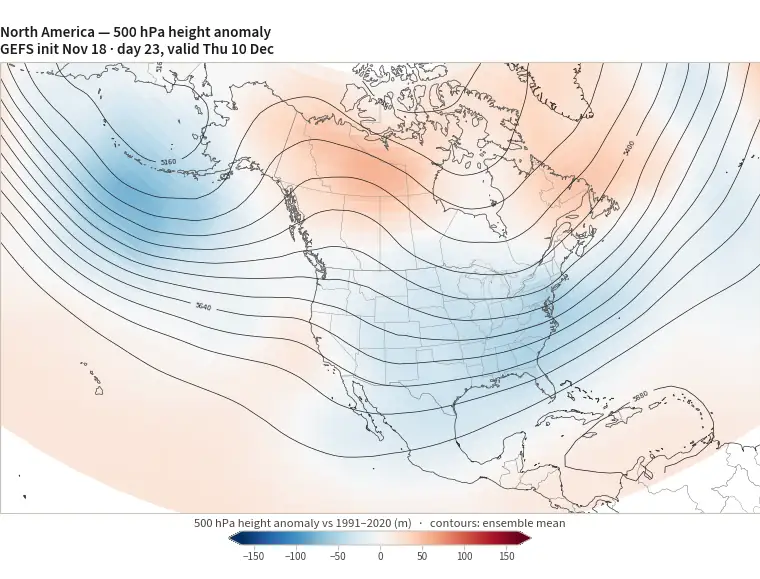 North America — 500 hPa height anomaly
GEFS init Nov 18 · day 23, valid Thu 10 Dec
516
5160
5400
5640
5880
500 hPa height anomaly vs 1991–2020 (m) · contours: ensemble mean
−150 −100 −50 0 50 100 150